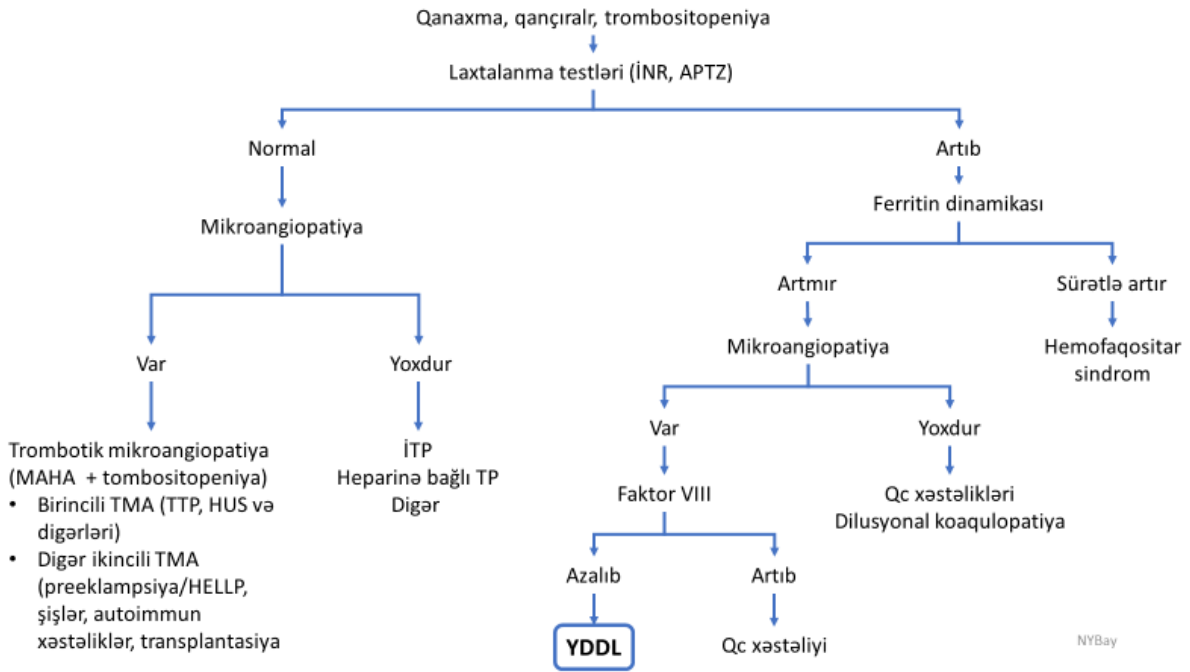 Qanaxma, qançıralr, trombositopeniya
Laxtalanma testləri (İNR, APTZ)
Normal
Artıb
Ferritin dinamikası
Mikroangiopatiya
Artmır
Sürətlə artır
Mikroangiopatiya
Hemofaqositar
sindrom
Var
Yoxdur
Var
Yoxdur
Trombotik mikroangiopatiya
(MAHA + tombositopeniya)
• Birincili TMA (TTP, HUS və
digərləri)
• Digər ikincili TMA
(preeklampsiya/HELLP,
şişlər, autoimmun
xəstəliklər, transplantasiya
İTP
Heparinə bağlı TP
Digər
Faktor VIII
Qc xəstəlikləri
Dilusyonal koaqulopatiya
Azalıb
Artıb
YDDL
Qc xəstəliyi
NYBay